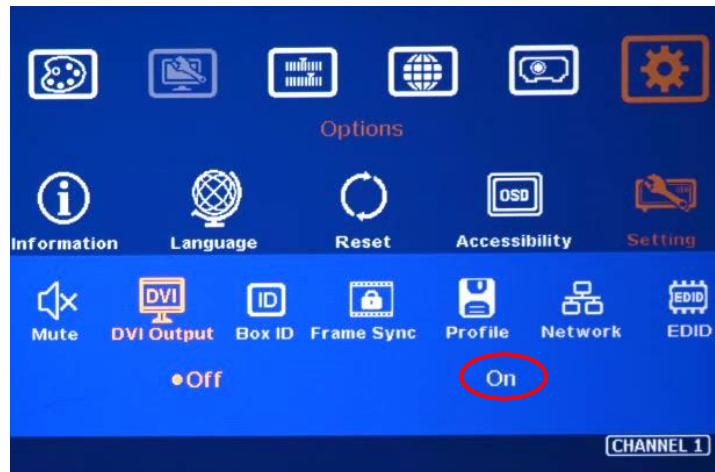 Options
OSD
Information Language Reset Accessibility Setting
DVI ID EDID
Mute DVI Output Box ID Frame Sync Profile Network EDID
Off On
CHANNEL 1